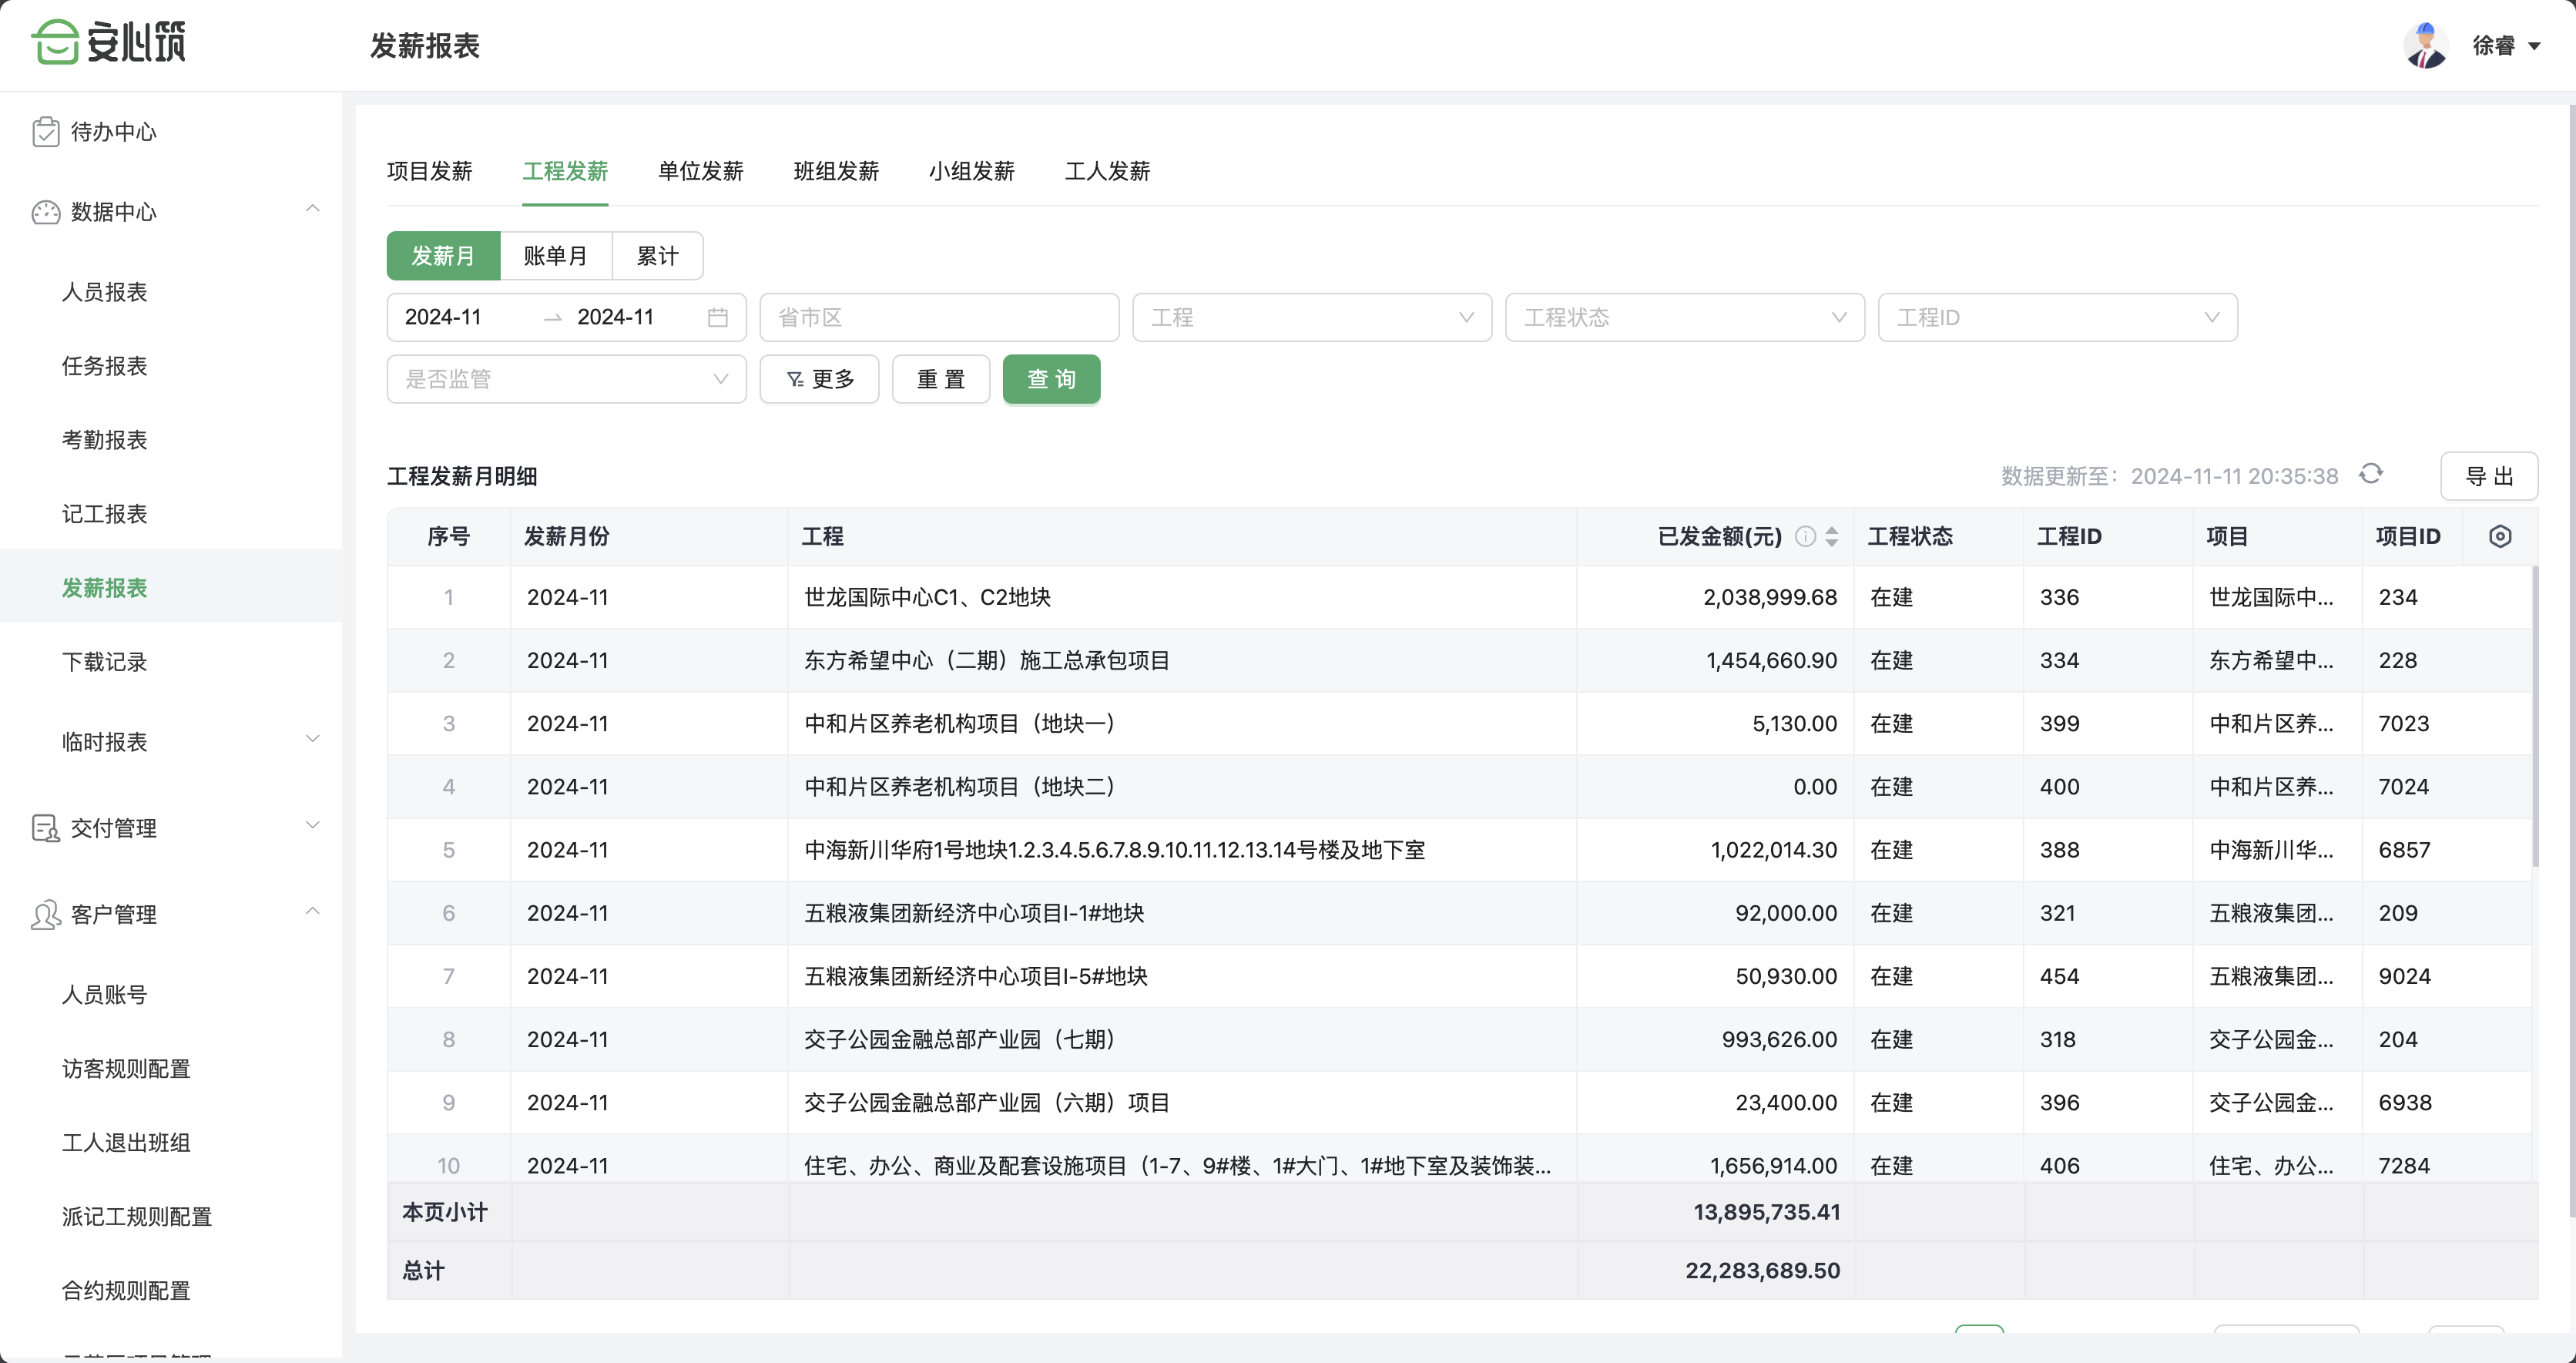 安心筑
发薪报表
徐睿
待办中心
数据中心
人员报表
任务报表
考勤报表
记工报表
发薪报表
下载记录
临时报表
交付管理
客户管理
人员账号
访客规则配置
工人退出班组
派记工规则配置
合约规则配置
项目发薪 工程发薪 单位发薪 班组发薪 小组发薪 工人发薪
发薪月 账单月 累计
2024-11 → 2024-11 省市区 工程 工程状态 工程ID
是否监管 更多 重 置 查 询
工程发薪月明细 数据更新至：2024-11-11 20:35:38 导 出
序号 发薪月份 工程 已发金额(元) 工程状态 工程ID 项目 项目ID
1 2024-11 世龙国际中心C1、C2地块 2,038,999.68 在建 336 世龙国际中... 234
2 2024-11 东方希望中心（二期）施工总承包项目 1,454,660.90 在建 334 东方希望中... 228
3 2024-11 中和片区养老机构项目（地块一） 5,130.00 在建 399 中和片区养... 7023
4 2024-11 中和片区养老机构项目（地块二） 0.00 在建 400 中和片区养... 7024
5 2024-11 中海新川华府1号地块1.2.3.4.5.6.7.8.9.10.11.12.13.14号楼及地下室 1,022,014.30 在建 388 中海新川华... 6857
6 2024-11 五粮液集团新经济中心项目I-1#地块 92,000.00 在建 321 五粮液集团... 209
7 2024-11 五粮液集团新经济中心项目I-5#地块 50,930.00 在建 454 五粮液集团... 9024
8 2024-11 交子公园金融总部产业园（七期） 993,626.00 在建 318 交子公园金... 204
9 2024-11 交子公园金融总部产业园（六期）项目 23,400.00 在建 396 交子公园金... 6938
10 2024-11 住宅、办公、商业及配套设施项目（1-7、9#楼、1#大门、1#地下室及装饰装... 1,656,914.00 在建 406 住宅、办公... 7284
本页小计 13,895,735.41
总计 22,283,689.50